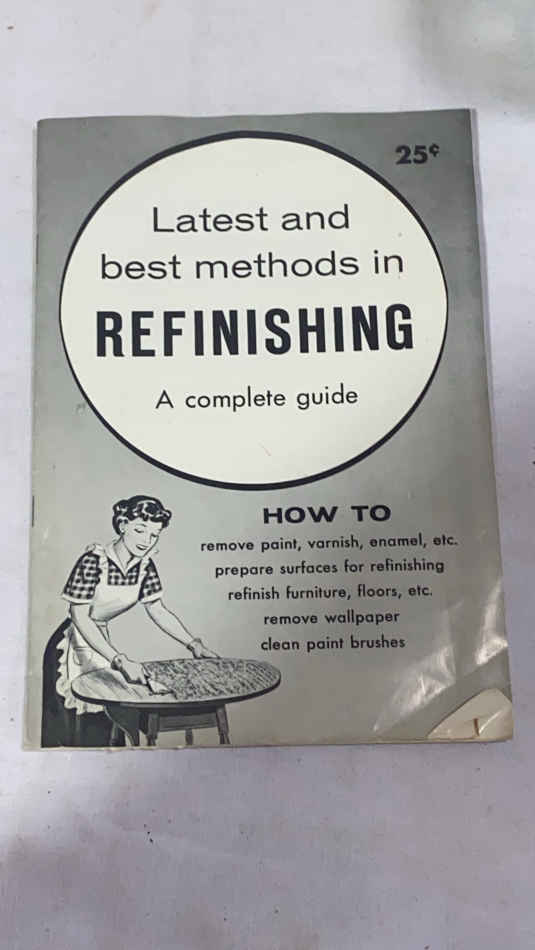 25¢
Latest and
best methods in
REFINISHING
A complete guide
HOW TO
remove paint, varnish, enamel, etc.
prepare surfaces for refinishing
refinish furniture, floors, etc.
remove wallpaper
clean paint brushes